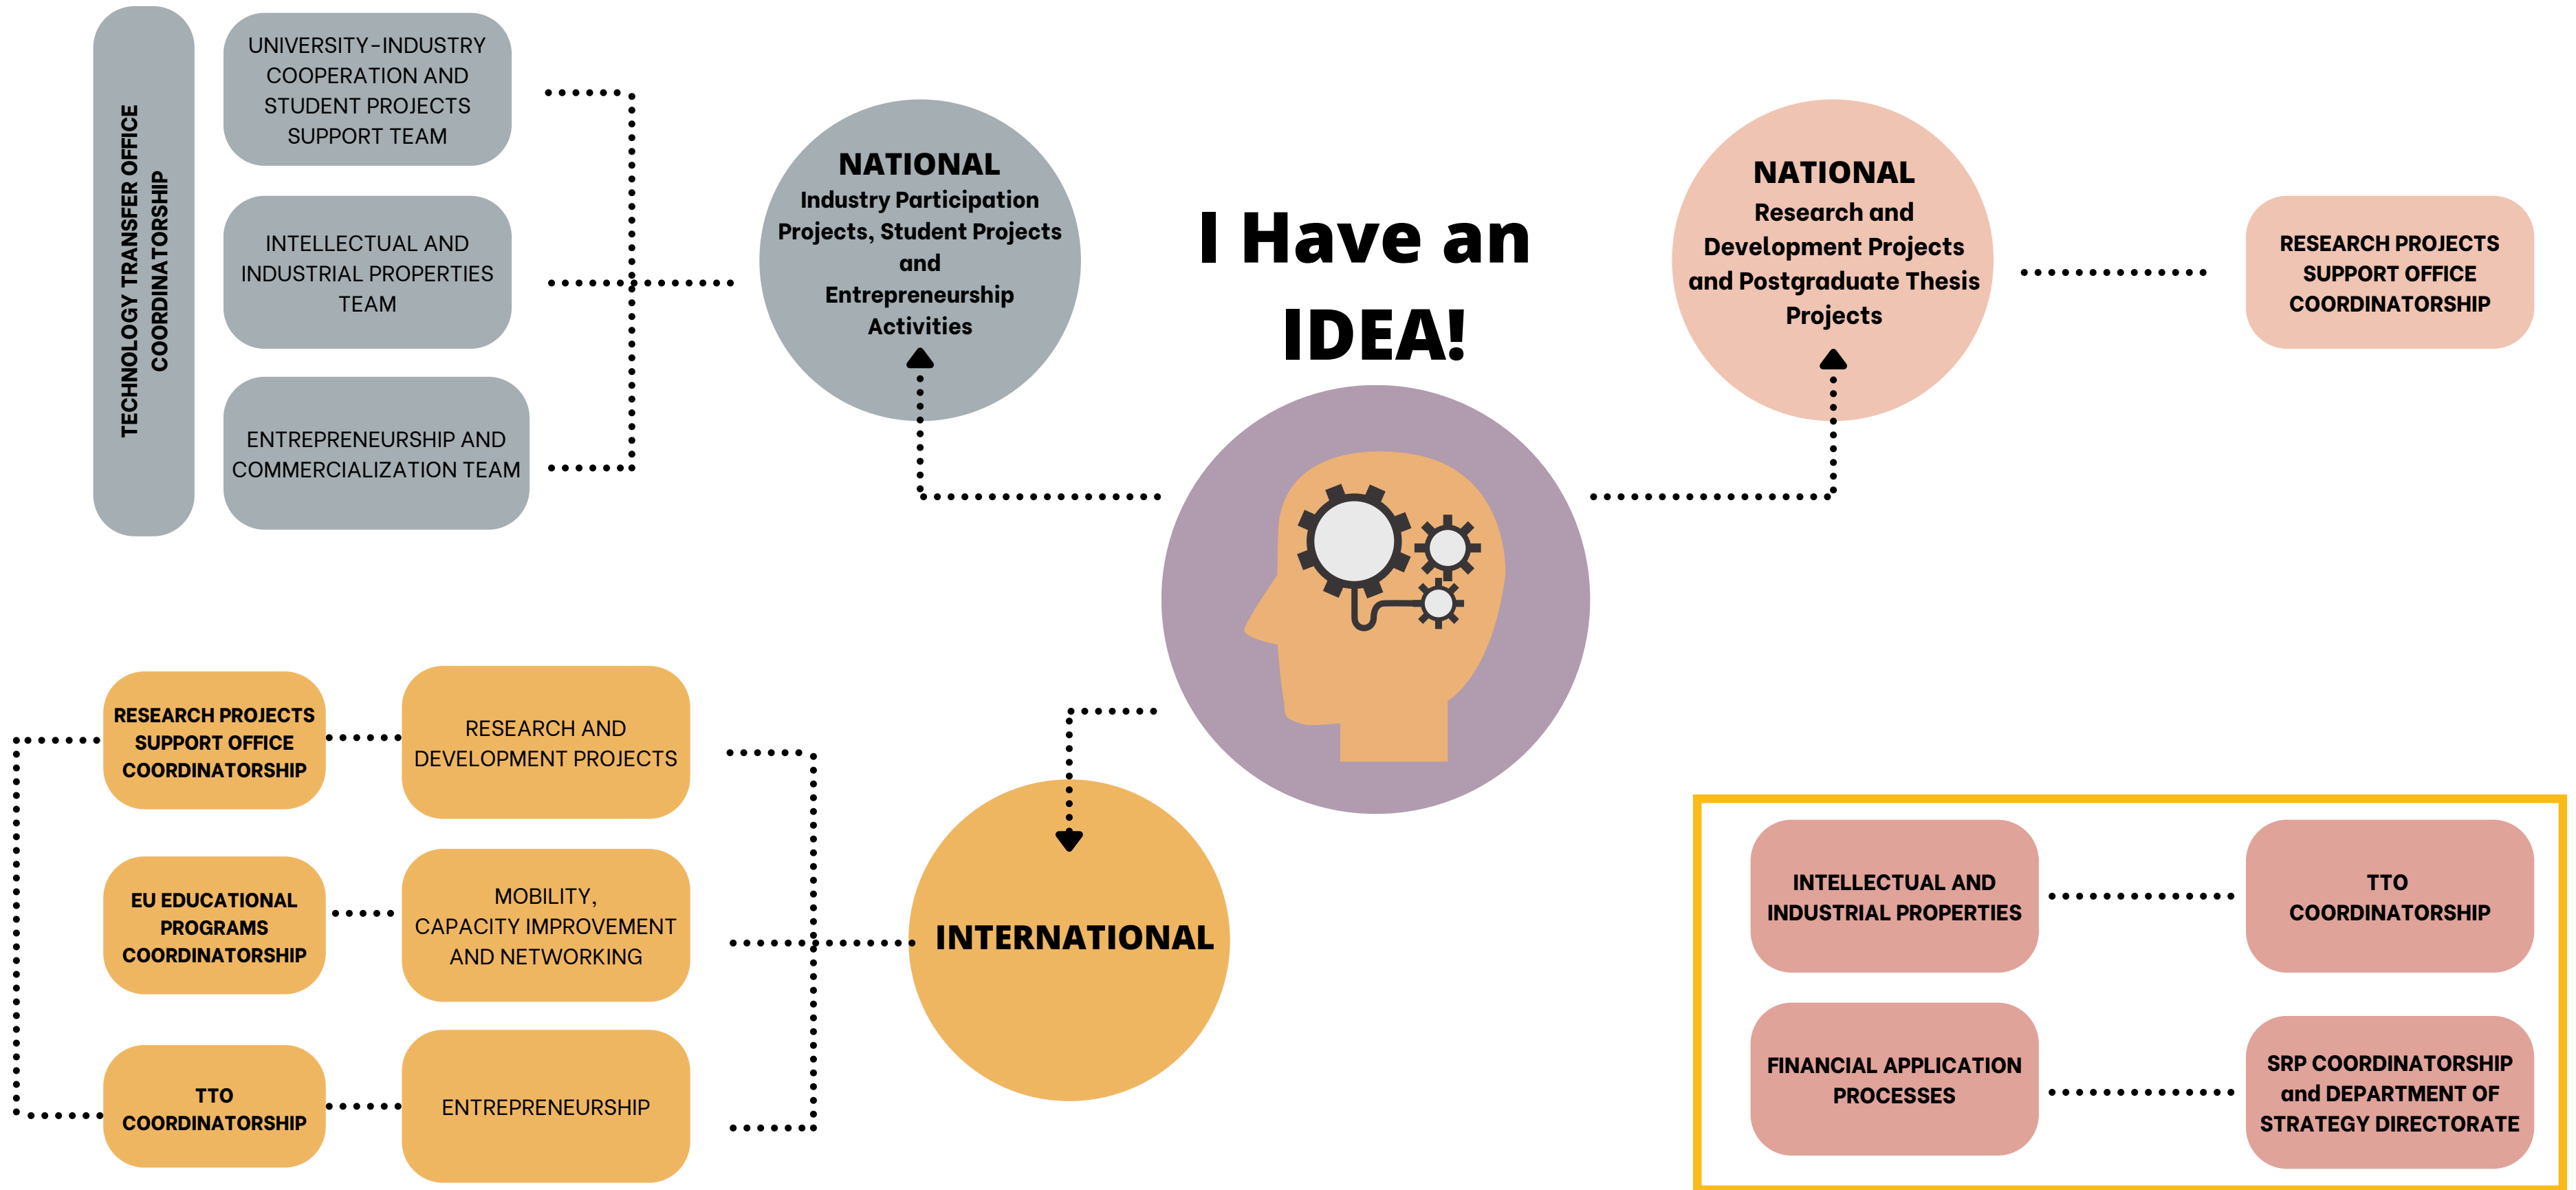 TECHNOLOGY TRANSFER OFFICE
COORDINATORSHIP
UNIVERSITY-INDUSTRY
COOPERATION AND
STUDENT PROJECTS
SUPPORT TEAM
INTELLECTUAL AND
INDUSTRIAL PROPERTIES
TEAM
ENTREPRENEURSHIP AND
COMMERCIALIZATION TEAM
NATIONAL
Industry Participation
Projects, Student Projects
and
Entrepreneurship
Activities
I Have an
IDEA!
NATIONAL
Research and
Development Projects
and Postgraduate Thesis
Projects
RESEARCH PROJECTS
SUPPORT OFFICE
COORDINATORSHIP
RESEARCH PROJECTS
SUPPORT OFFICE
COORDINATORSHIP
RESEARCH AND
DEVELOPMENT PROJECTS
EU EDUCATIONAL
PROGRAMS
COORDINATORSHIP
MOBILITY,
CAPACITY IMPROVEMENT
AND NETWORKING
TTO
COORDINATORSHIP
ENTREPRENEURSHIP
INTERNATIONAL
INTELLECTUAL AND
INDUSTRIAL PROPERTIES
TTO
COORDINATORSHIP
FINANCIAL APPLICATION
PROCESSES
SRP COORDINATORSHIP
and DEPARTMENT OF
STRATEGY DIRECTORATE